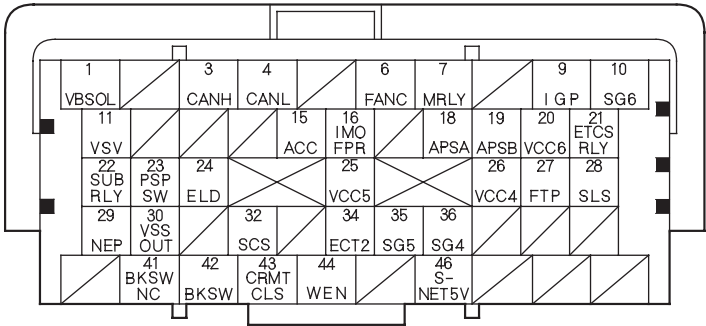 1 3 4 6 7 9 10
VBSOL CANH CANL FANC MRLY IGP SG6
11 15 16 18 19 20 21
VSV ACC IMO FPR APSA APSB VCC6 ETCS RLY
22 23 24 25 26 27 28
SUB RLY PSP SW ELD VCC5 VCC4 FTP SLS
29 30 32 34 35 36
NEP VSS OUT SCS ECT2 SG5 SG4
41 42 43 44 46
BKSW NC BKSW CRMT CLS WEN S- NET5V